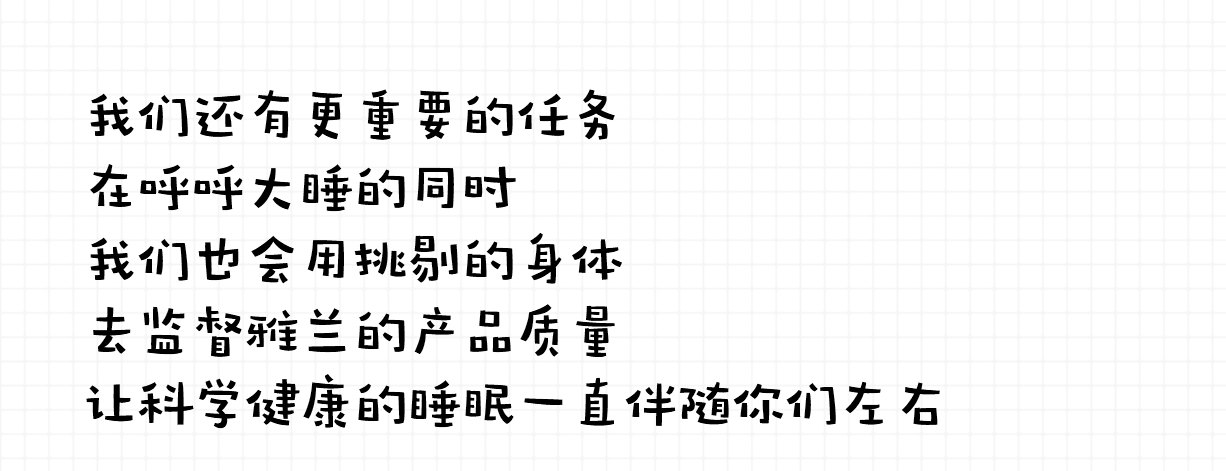 我们还有更重要的任务
在呼呼大睡的同时
我们也会用挑剔的身体
去监督雅兰的产品质量
让科学健康的睡眠一直伴随你们左右